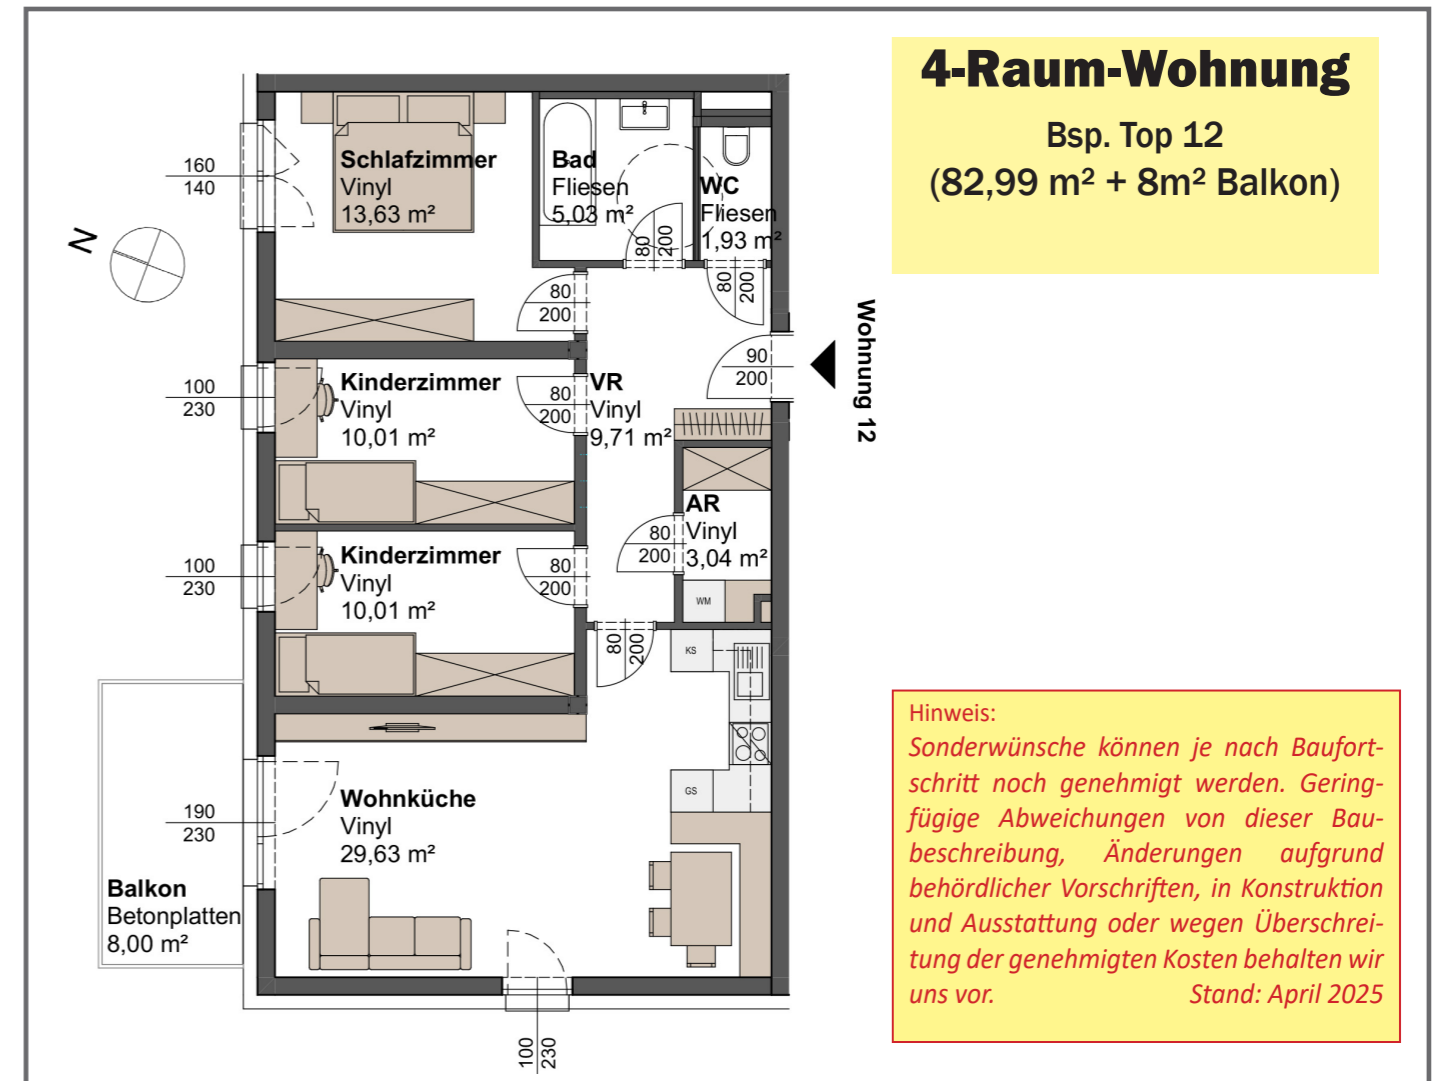 4-Raum-Wohnung
Bsp. Top 12
(82,99 m² + 8m² Balkon)
N
160
140
Schlafzimmer
Vinyl
13,63 m²
Bad
Fliesen
5,03 m²
80
200
WC
Fliesen
1,93 m²
80
200
80
200
90
200
Wohnung 12
100
230
Kinderzimmer
Vinyl
10,01 m²
80
200
VR
Vinyl
9,71 m²
AR
Vinyl
3,04 m²
80
200
WM
100
230
Kinderzimmer
Vinyl
10,01 m²
80
200
80
200
KS
GS
190
230
Wohnküche
Vinyl
29,63 m²
Balkon
Betonplatten
8,00 m²
100
230
Hinweis:
Sonderwünsche können je nach Baufort-
schritt noch genehmigt werden. Gering-
fügige Abweichungen von dieser Bau-
beschreibung, Änderungen aufgrund
behördlicher Vorschriften, in Konstruktion
und Ausstattung oder wegen Überschrei-
tung der genehmigten Kosten behalten wir
uns vor. Stand: April 2025